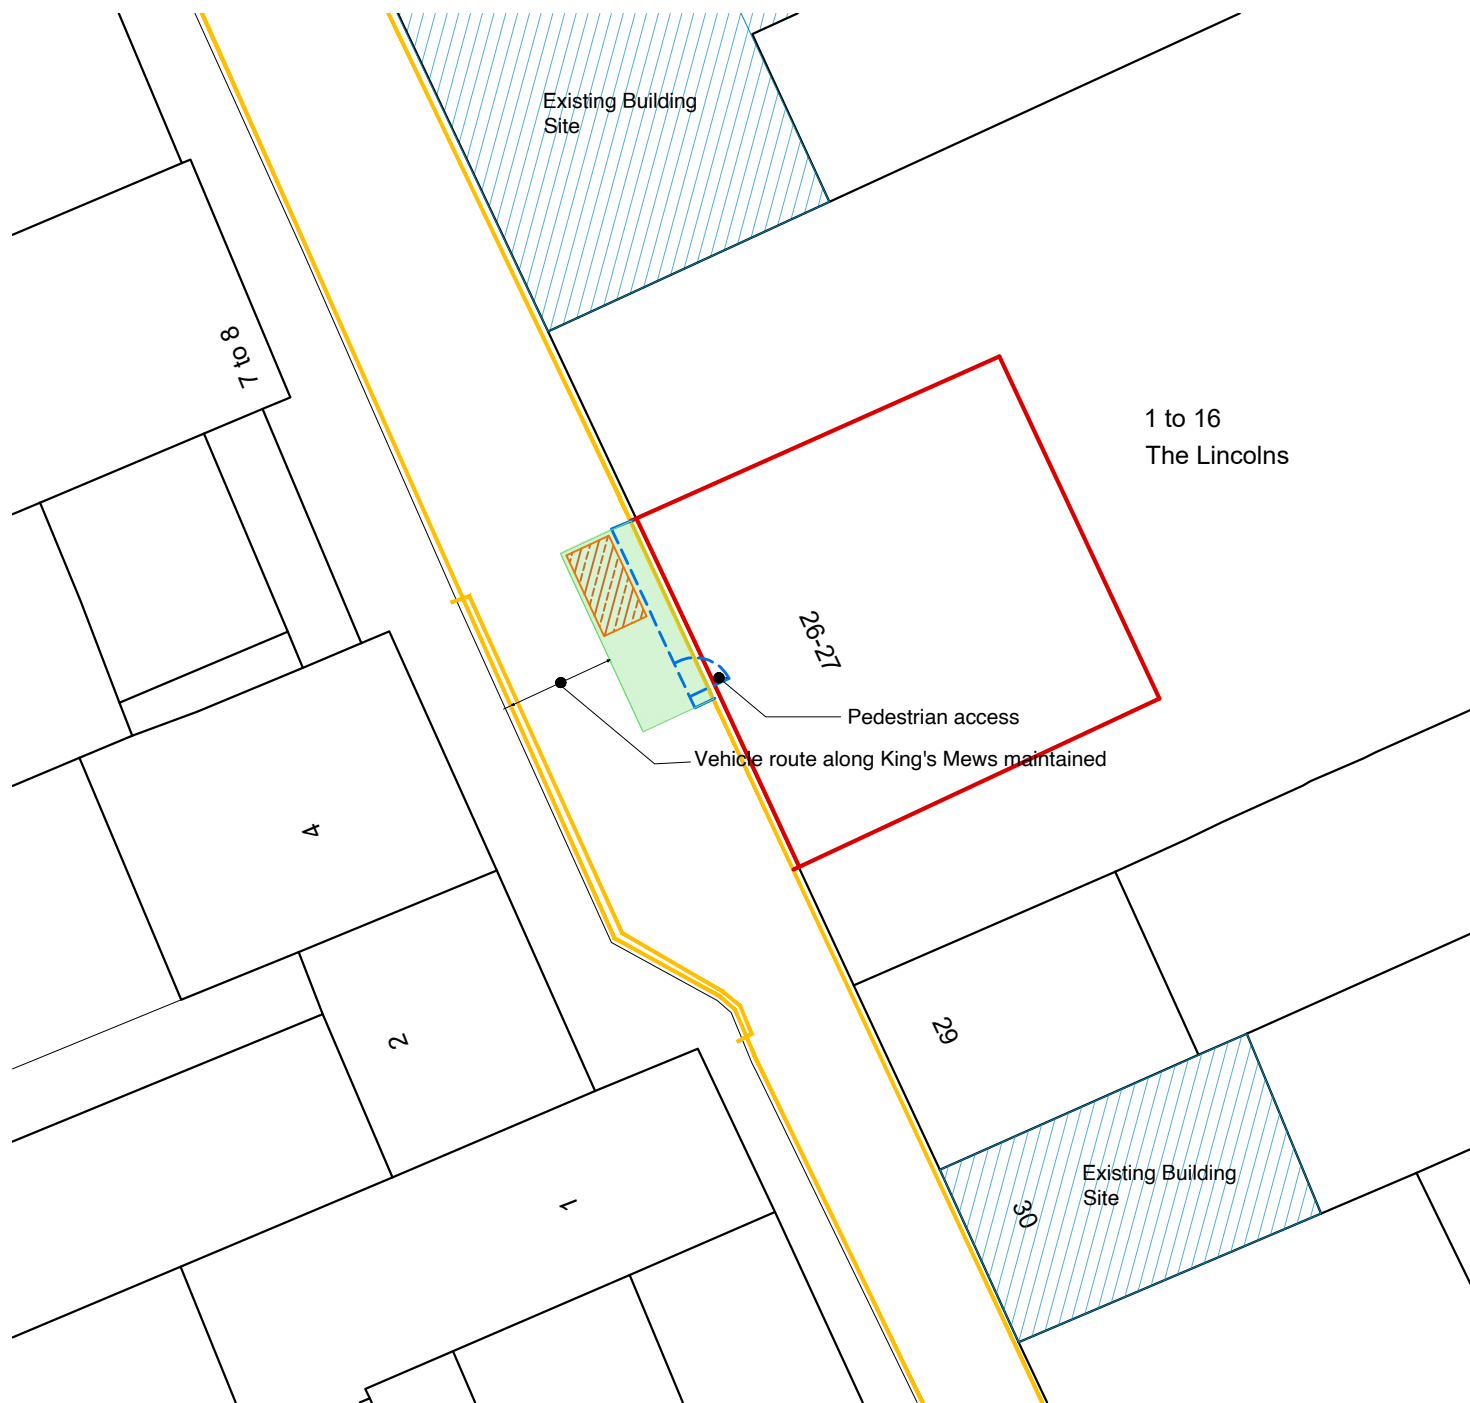 Existing Building
Site
7 to 8
1 to 16
The Lincolns
26-27
Pedestrian access
Vehicle route along King's Mews maintained
4
29
2
Existing Building
Site
30
1